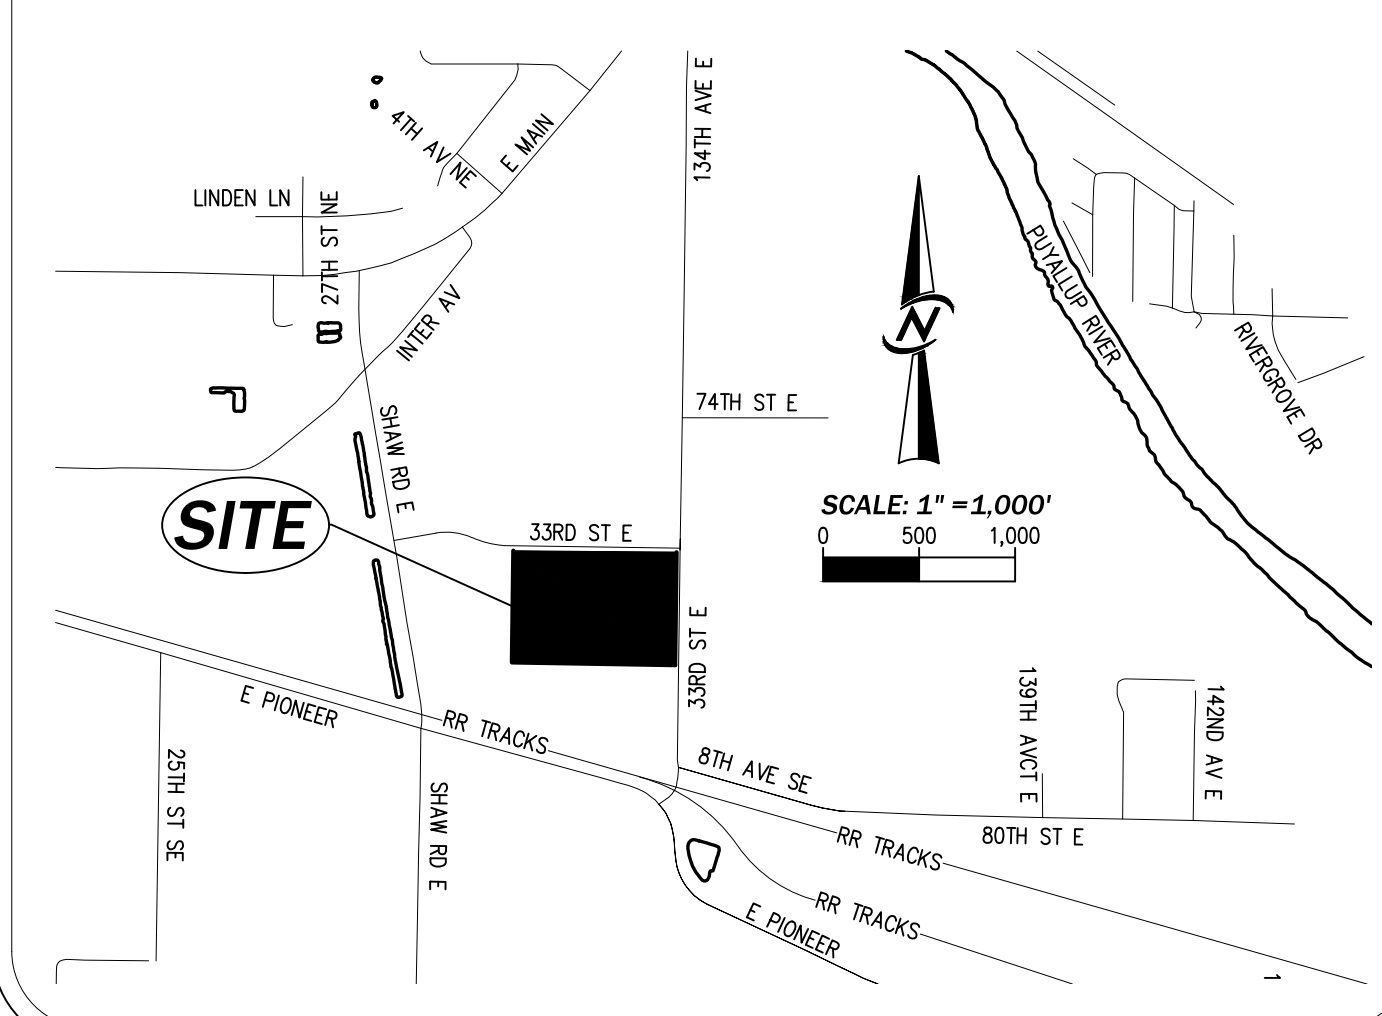 134TH AVE E
4TH AV NE
E MAIN
LINDEN LN
27TH ST NE
PUYALLUP RIVER
INTER AV
N
RIVERGROVE DR
74TH ST E
SHAW RD E
SITE
SCALE: 1" = 1,000'
0 500 1,000
33RD ST E
33RD ST E
E PIONEER
RR TRACKS
139TH AVCT E
142ND AV E
25TH ST SE
8TH AVE SE
SHAW RD E
80TH ST E
RR TRACKS
RR TRACKS
E PIONEER
1